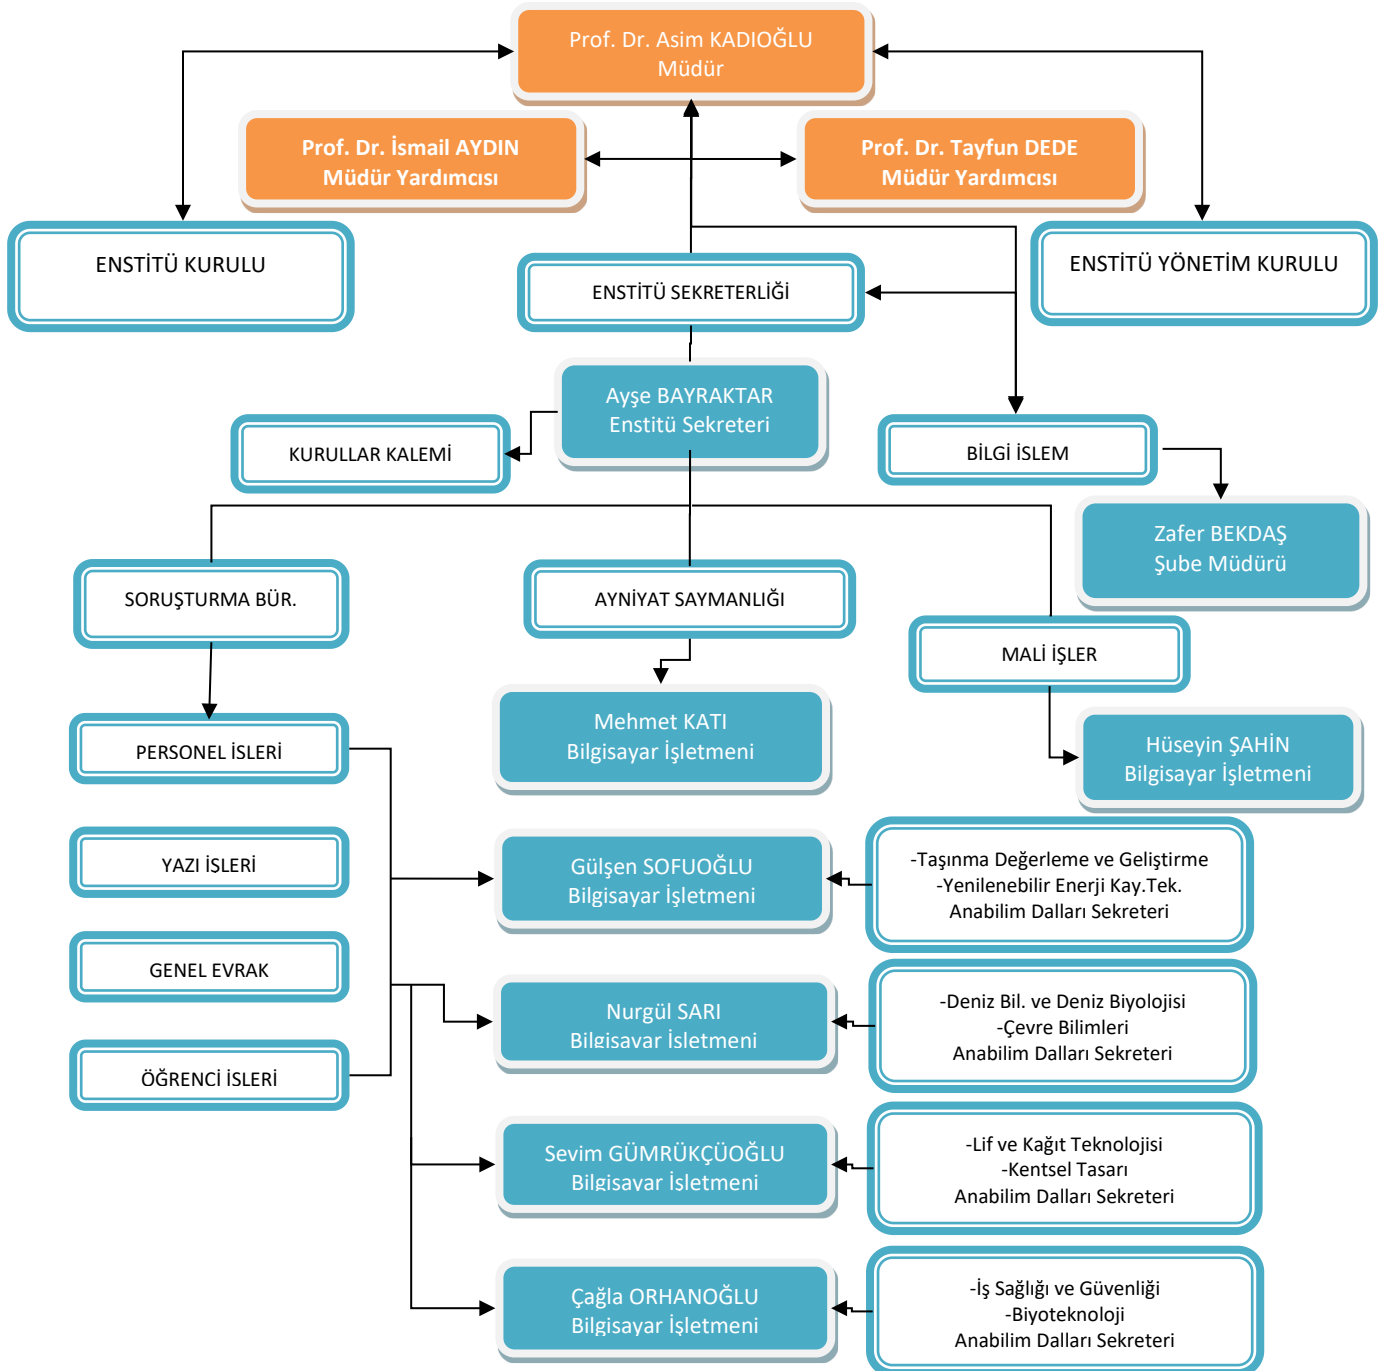 Prof. Dr. Asim KADIOĞLU
Müdür
Prof. Dr. İsmail AYDIN
Müdür Yardımcısı
Prof. Dr. Tayfun DEDE
Müdür Yardımcısı
ENSTİTÜ KURULU
ENSTİTÜ SEKRETERLİĞİ
ENSTİTÜ YÖNETİM KURULU
Ayşe BAYRAKTAR
Enstitü Sekreteri
KURULLAR KALEMİ
BİLGİ İSLEM
Zafer BEKDAŞ
Şube Müdürü
SORUŞTURMA BÜR.
AYNİYAT SAYMANLIĞI
MALİ İŞLER
Mehmet KATI
Bilgisayar İşletmeni
Hüseyin ŞAHİN
Bilgisayar İşletmeni
PERSONEL İSLERİ
YAZI İSLERİ
GENEL EVRAK
ÖĞRENCİ İSLERİ
Gülşen SOFUOĞLU
Bilgisayar İşletmeni
-Taşınma Değerleme ve Geliştirme
-Yenilenebilir Enerji Kay.Tek.
Anabilim Dalları Sekreteri
Nurgül SARI
Bilgisayar İşletmeni
-Deniz Bil. ve Deniz Biyolojisi
-Çevre Bilimleri
Anabilim Dalları Sekreteri
Sevim GÜMRÜKÇÜOĞLU
Bilgisayar İşletmeni
-Lif ve Kağıt Teknolojisi
-Kentsel Tasarı
Anabilim Dalları Sekreteri
Çağla ORHANOĞLU
Bilgisayar İşletmeni
-İş Sağlığı ve Güvenliği
-Biyoteknoloji
Anabilim Dalları Sekreteri